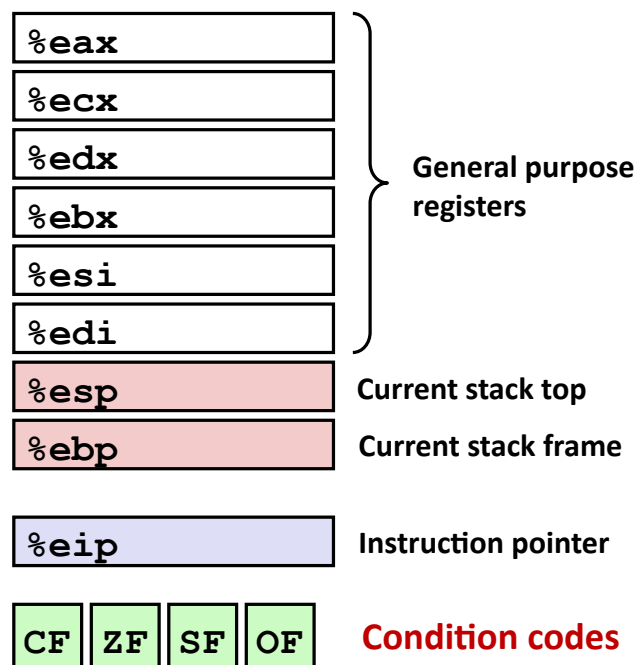 %eax
%ecx
%edx
%ebx
%esi
%edi
General purpose
registers
%esp Current stack top
%ebp Current stack frame
%eip Instruction pointer
CF ZF SF OF Condition codes